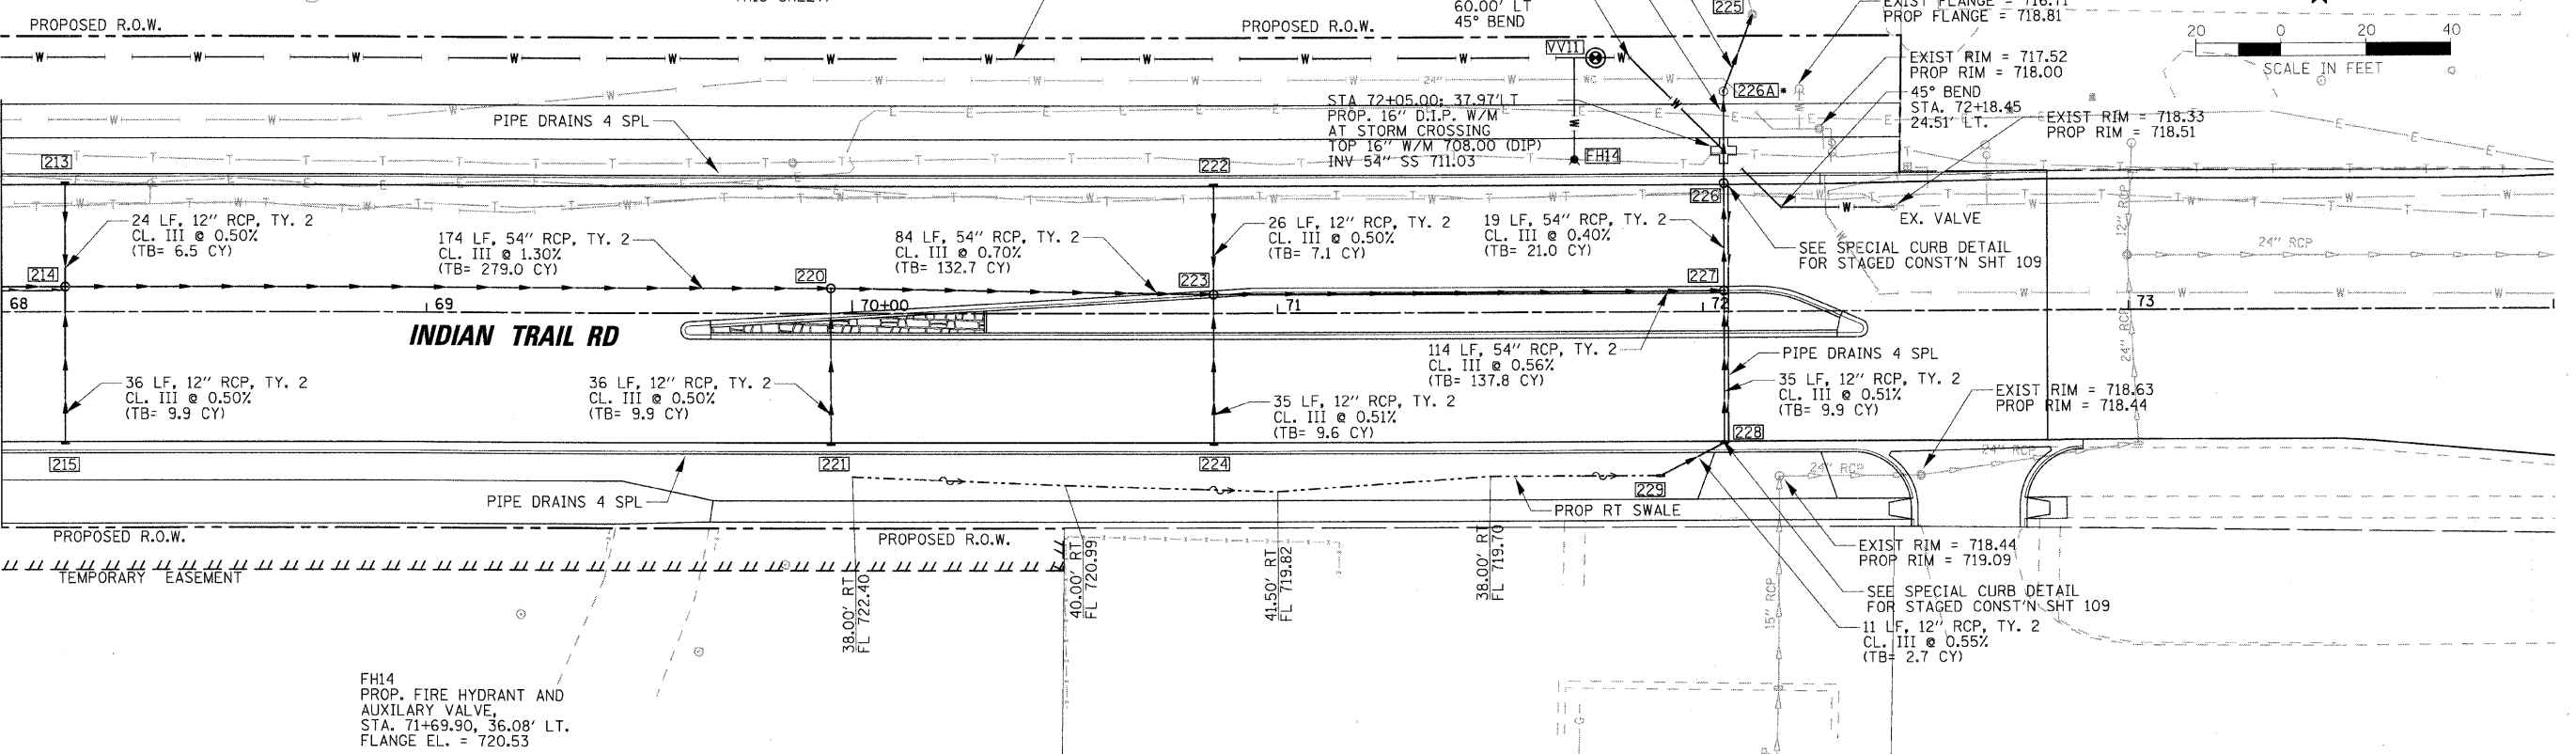 PROPOSED R.O.W.
60.00' LT
45° BEND
PROPOSED R.O.W.
225
EXIST FLANGE = 718.71
PROP FLANGE = 718.81
20 0 20 40
SCALE IN FEET
VV11
EXIST RIM = 717.52
PROP RIM = 718.00
226A*
45° BEND
STA. 72+18.45
24.51' LT.
EXIST RIM = 718.33
PROP RIM = 718.51
PIPE DRAINS 4 SPL
STA 72+05.00; 37.97'LT
PROP. 16" D.I.P. W/M
AT STORM CROSSING
TOP 16" W/M 708.00 (DIP)
INV 54" SS 711.03
24"
WC
FH14
213
222
226
24 LF, 12" RCP, TY. 2
CL. III @ 0.50%
(TB= 6.5 CY)
174 LF, 54" RCP, TY. 2
CL. III @ 1.30%
(TB= 279.0 CY)
84 LF, 54" RCP, TY. 2
CL. III @ 0.70%
(TB= 132.7 CY)
26 LF, 12" RCP, TY. 2
CL. III @ 0.50%
(TB= 7.1 CY)
19 LF, 54" RCP, TY. 2
CL. III @ 0.40%
(TB= 21.0 CY)
EX. VALVE
SEE SPECIAL CURB DETAIL
FOR STAGED CONST'N SHT 109
12" RCP
24" RCP
214
220
223
227
68
69
70+00
71
72
73
INDIAN TRAIL RD
24" RCP
36 LF, 12" RCP, TY. 2
CL. III @ 0.50%
(TB= 9.9 CY)
36 LF, 12" RCP, TY. 2
CL. III @ 0.50%
(TB= 9.9 CY)
35 LF, 12" RCP, TY. 2
CL. III @ 0.51%
(TB= 9.6 CY)
114 LF, 54" RCP, TY. 2
CL. III @ 0.56%
(TB= 137.8 CY)
PIPE DRAINS 4 SPL
35 LF, 12" RCP, TY. 2
CL. III @ 0.51%
(TB= 9.9 CY)
EXIST RIM = 718.63
PROP RIM = 718.44
228
215
221
224
24" RCP
24" RCP
229
PIPE DRAINS 4 SPL
PROP RT SWALE
PROPOSED R.O.W.
PROPOSED R.O.W.
TEMPORARY EASEMENT
38.00' RT
FL 722.40
40.00' RT
FL 720.99
41.50' RT
FL 719.82
38.00' RT
FL 719.70
EXIST RIM = 718.44
PROP RIM = 719.09
SEE SPECIAL CURB DETAIL
FOR STAGED CONST'N SHT 109
15" RCP
11 LF, 12" RCP, TY. 2
CL. III @ 0.55%
(TB= 2.7 CY)
FH14
PROP. FIRE HYDRANT AND
AUXILARY VALVE,
STA. 71+69.90, 36.08' LT.
FLANGE EL. = 720.53